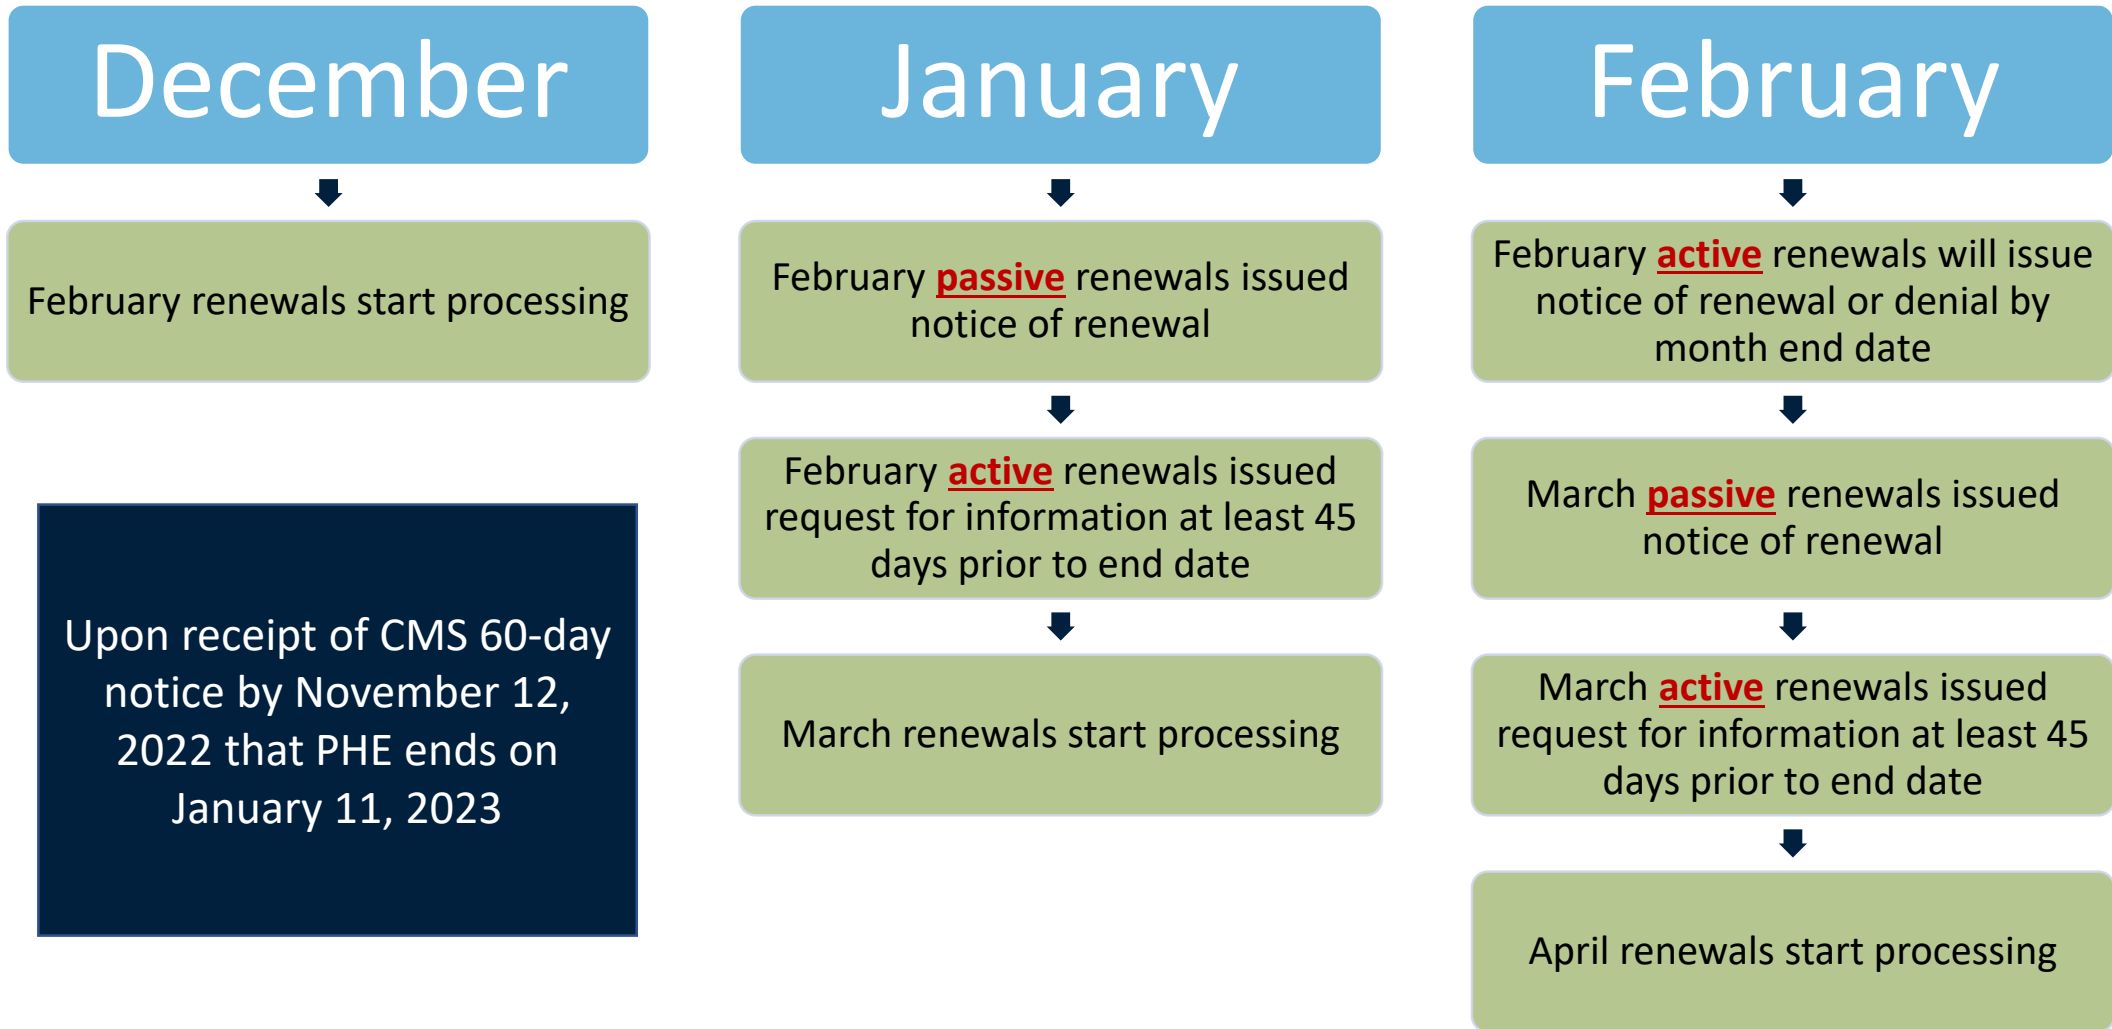 December
February renewals start processing
Upon receipt of CMS 60-day
notice by November 12,
2022 that PHE ends on
January 11, 2023
January
February passive renewals issued
notice of renewal
February active renewals issued
request for information at least 45
days prior to end date
March renewals start processing
February
February active renewals will issue
notice of renewal or denial by
month end date
March passive renewals issued
notice of renewal
March active renewals issued
request for information at least 45
days prior to end date
April renewals start processing